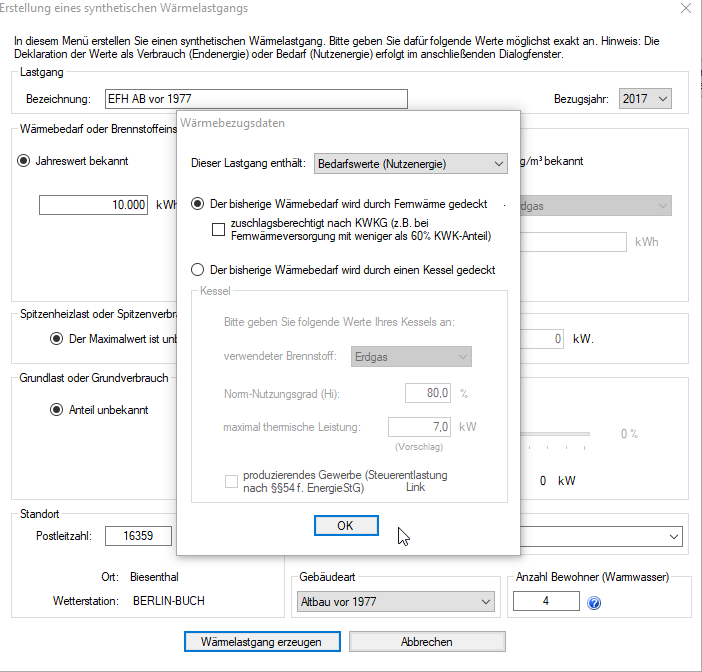 Erstellung eines synthetischen Wärmelastgangs
In diesem Menü erstellen Sie einen synthetischen Wärmelastgang. Bitte geben Sie dafür folgende Werte möglichst exakt an. Hinweis: Die
Deklaration der Werte als Verbrauch (Endenergie) oder Bedarf (Nutzenergie) erfolgt im anschließenden Dialogfenster.
Lastgang
Bezeichnung: EFH AB vor 1977 Bezugsjahr: 2017
Wärmebedarf oder Brennstoffeins
Jahreswert bekannt
10.000 kWh
g/m³ bekannt
dgas
kWh
Spitzenheizlast oder Spitzenverbra
Der Maximalwert ist unb
0 kW.
Grundlast oder Grundverbrauch
Anteil unbekannt
0 %
0 kW
Wärmebezugsdaten
Dieser Lastgang enthält: Bedarfswerte (Nutzenergie)
Der bisherige Wärmebedarf wird durch Fernwärme gedeckt
zuschlagsberechtigt nach KWKG (z.B. bei
Fernwärmeversorgung mit weniger als 60% KWK-Anteil)
Der bisherige Wärmebedarf wird durch einen Kessel gedeckt
Kessel
Bitte geben Sie folgende Werte Ihres Kessels an:
verwendeter Brennstoff: Erdgas
Norm-Nutzungsgrad (Hi): 80,0 %
maximal thermische Leistung: 7,0 kW
(Vorschlag)
produzierendes Gewerbe (Steuerentlastung
nach §§54 f. EnergieStG) Link
OK
Standort
Postleitzahl: 16359
Ort: Biesenthal
Wetterstation: BERLIN-BUCH
Gebäudeart
Altbau vor 1977
Anzahl Bewohner (Warmwasser)
4
Wärmelastgang erzeugen Abbrechen